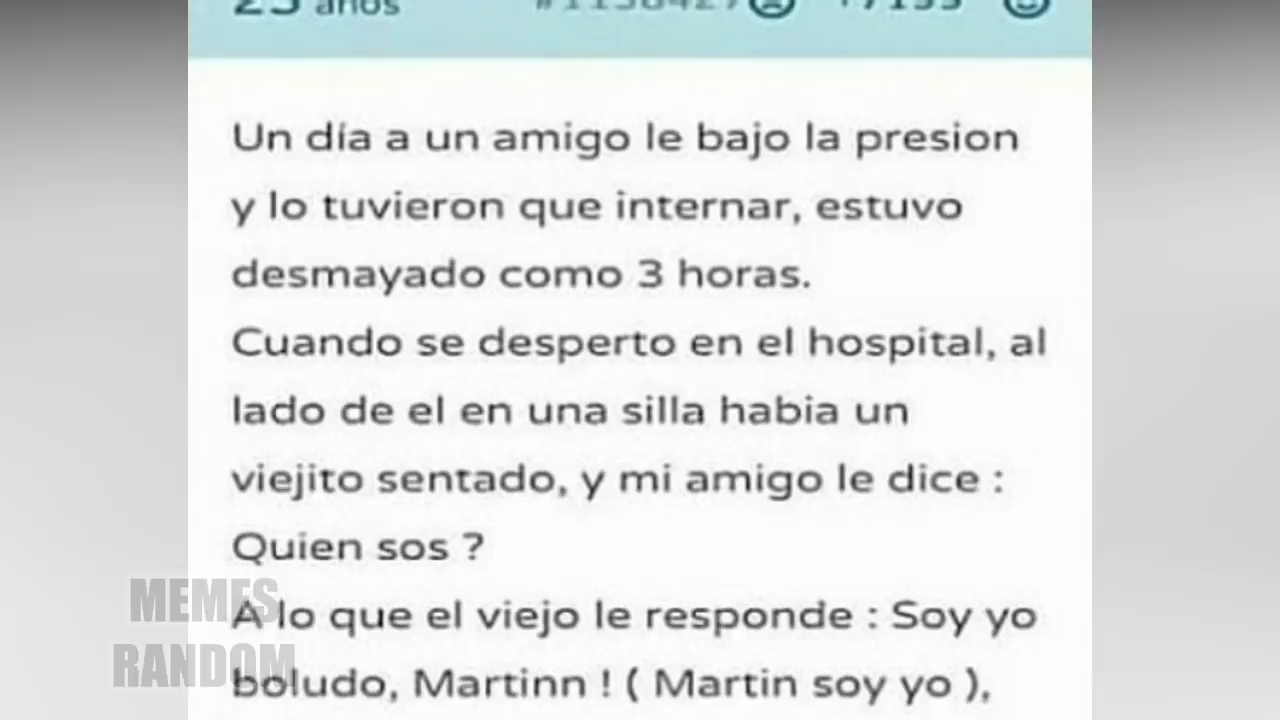 25 años
Un día a un amigo le bajo la presion
y lo tuvieron que internar, estuvo
desmayado como 3 horas.
Cuando se desperto en el hospital, al
lado de el en una silla habia un
viejito sentado, y mi amigo le dice :
Quien sos ?
A lo que el viejo le responde : Soy yo
boludo, Martinn ! ( Martin soy yo ),
MEMES
RANDOM